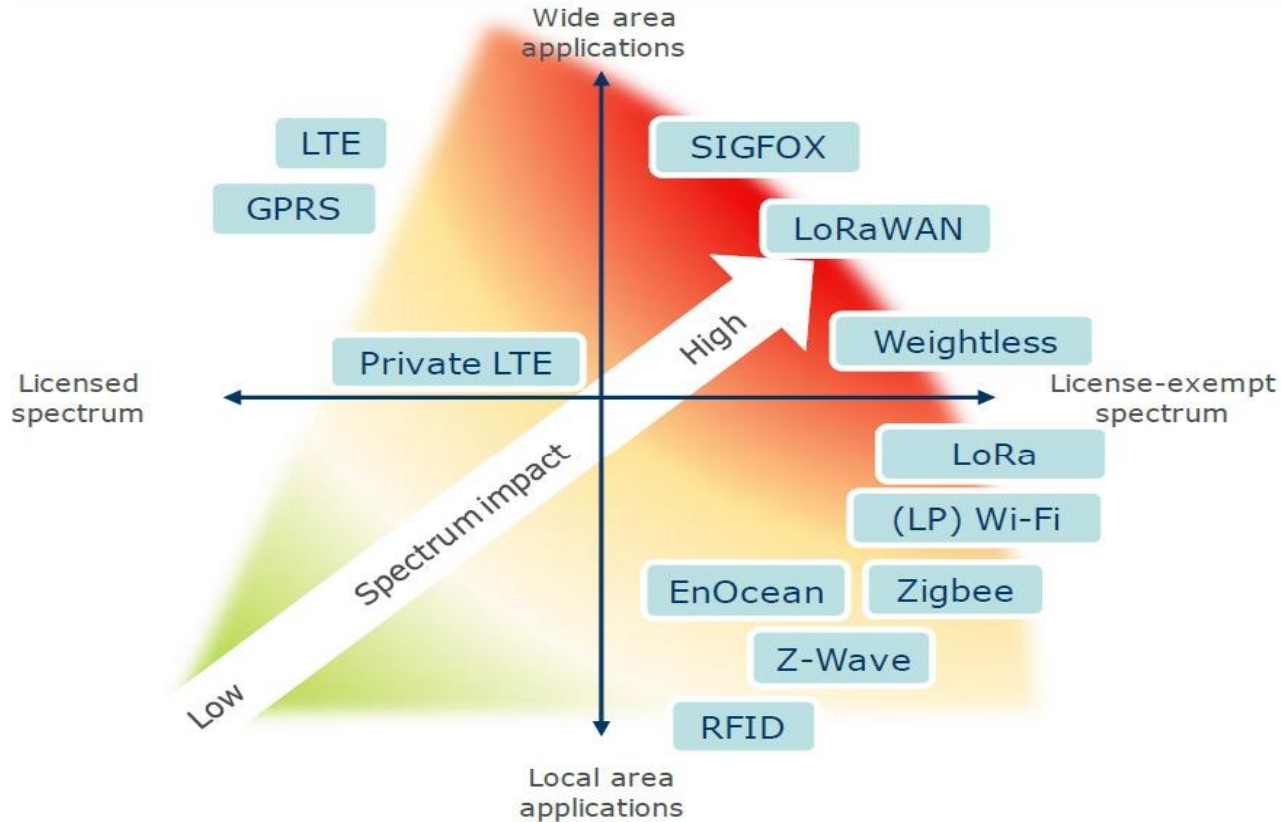 Wide area
applications
LTE
SIGFOX
GPRS
LoRaWAN
High
Private LTE
Weightless
Licensed
spectrum
License-exempt
spectrum
LoRa
Spectrum impact
(LP) Wi-Fi
EnOcean
Zigbee
Z-Wave
Low
RFID
Local area
applications